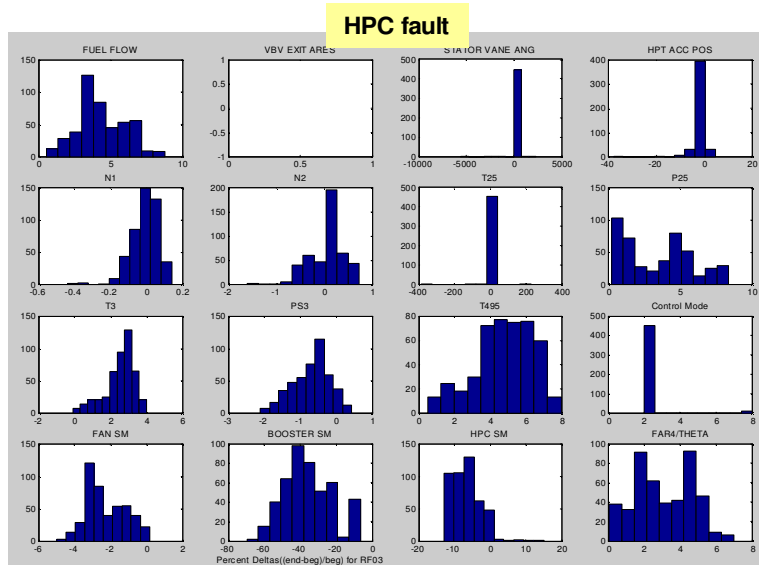 HPC fault
FUEL FLOW VBV EXIT ARES STATOR VANE ANG HPT ACC POS
150 1 500 400
100 0.5 400 300
50 0 300 200
0 -0.5 200 100
-1 100 0
0
0 5 10 0 0.5 1 -10000 -5000 0 5000 -40 -20 0 20
N1 N2 T25 P25
150 200 500 150
100 150 400 100
50 100 300 50
0 50 200 0
0 100
0
-0.6 -0.4 -0.2 0 0.2 -2 -1 0 1 -400 -200 0 200 400 0 5 10
T3 PS3 T495 Control Mode
150 150 80 500
100 100 60 400
50 50 40 300
0 0 20 200
0 100
0
-2 0 2 4 6 -3 -2 -1 0 1 0 2 4 6 8 0 2 4 6 8
FAN SM BOOSTER SM HPC SM FAR4/THETA
150 100 150 100
100 80 100 80
50 60 50 60
0 40 0 40
20 20
0 0
-6 -4 -2 0 2 -80 -60 -40 -20 0 -20 -10 0 10 20 0 2 4 6 8
Percent Deltas((end-beg)/beg) for RF03